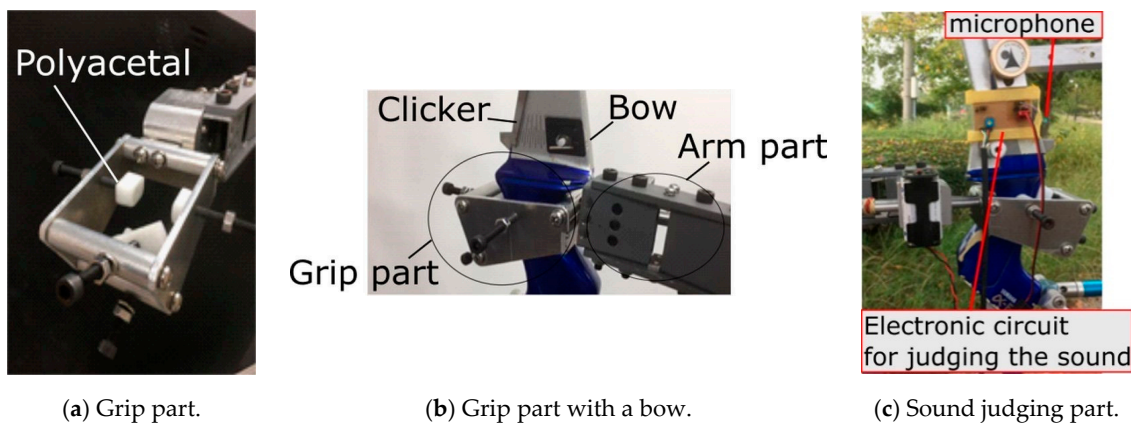 Polyacetal
Clicker
Bow
Arm part
Grip part
microphone
Electronic circuit
for judging the sound
(a) Grip part.
(b) Grip part with a bow.
(c) Sound judging part.